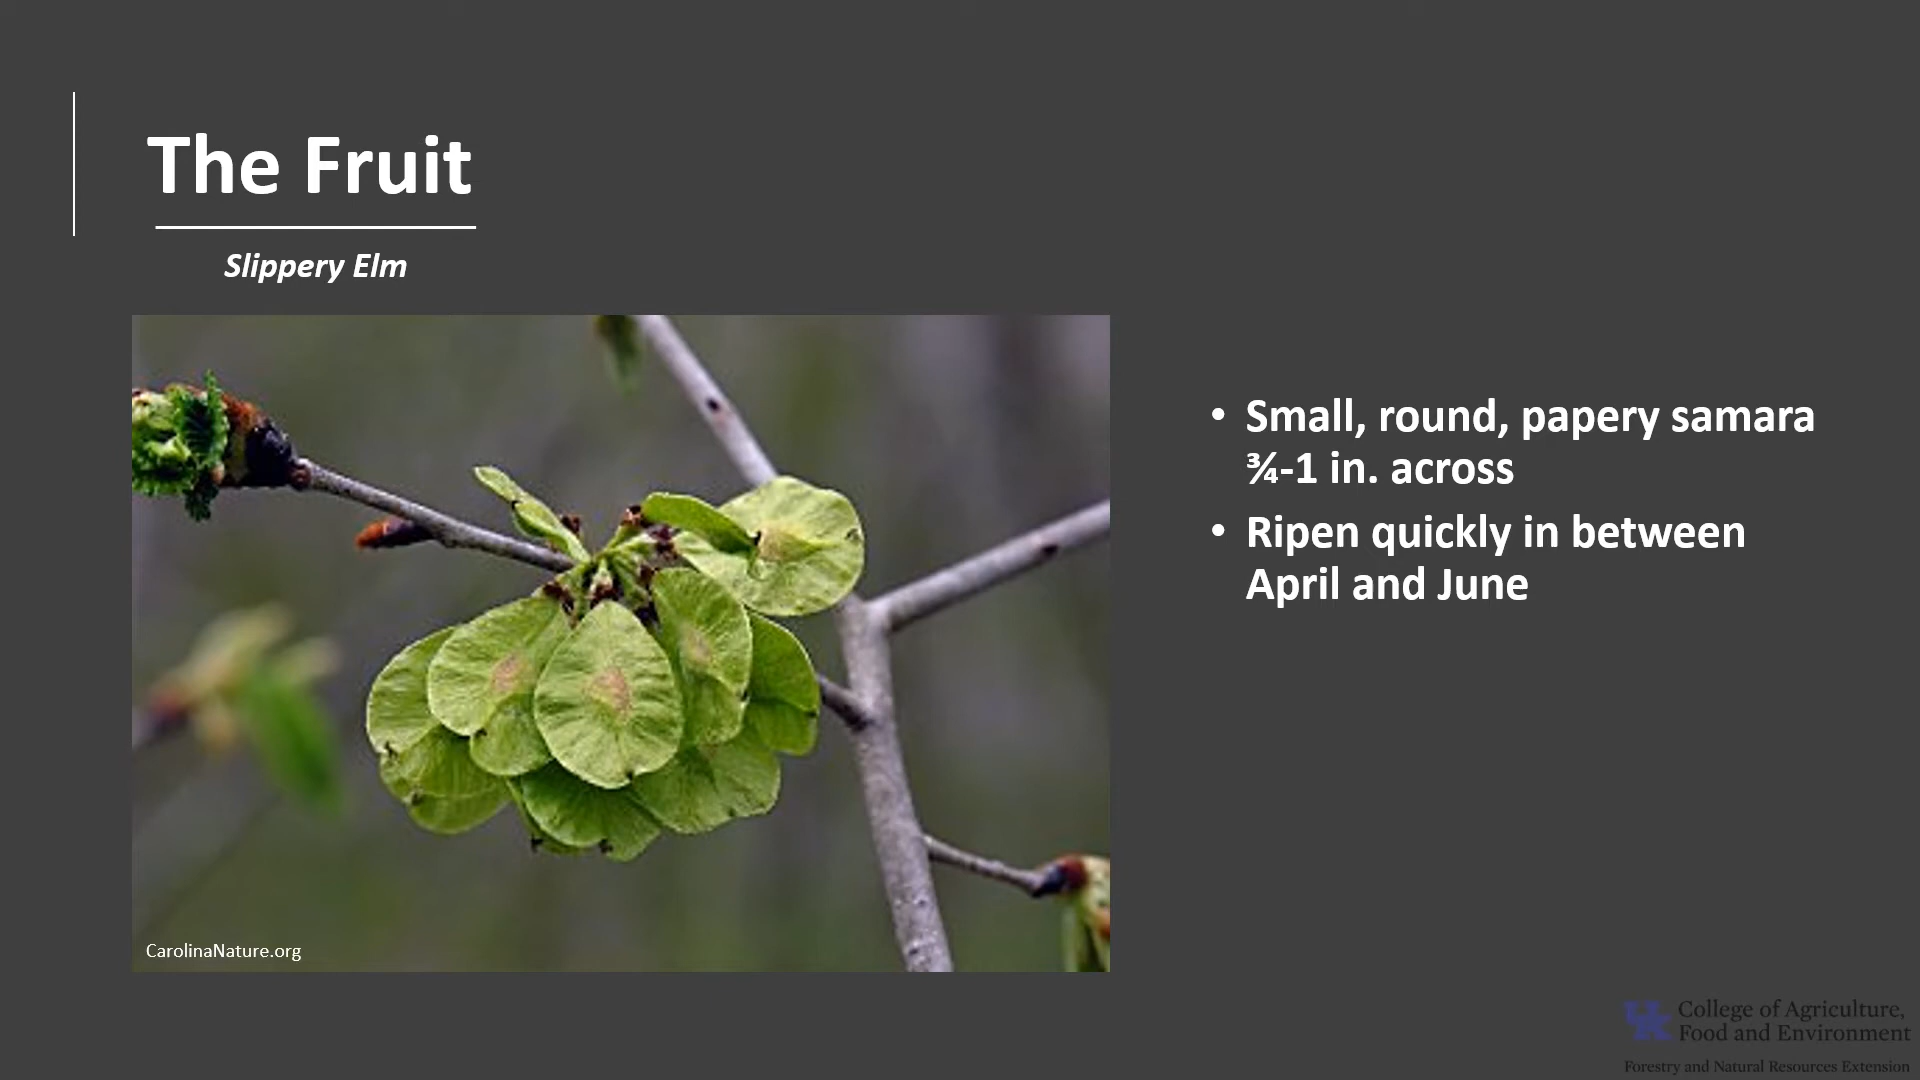 The Fruit
Slippery Elm
• Small, round, papery samara
¾-1 in. across
• Ripen quickly in between
April and June
CarolinaNature.org
UK College of Agriculture,
Food and Environment
Forestry and Natural Resources Extension